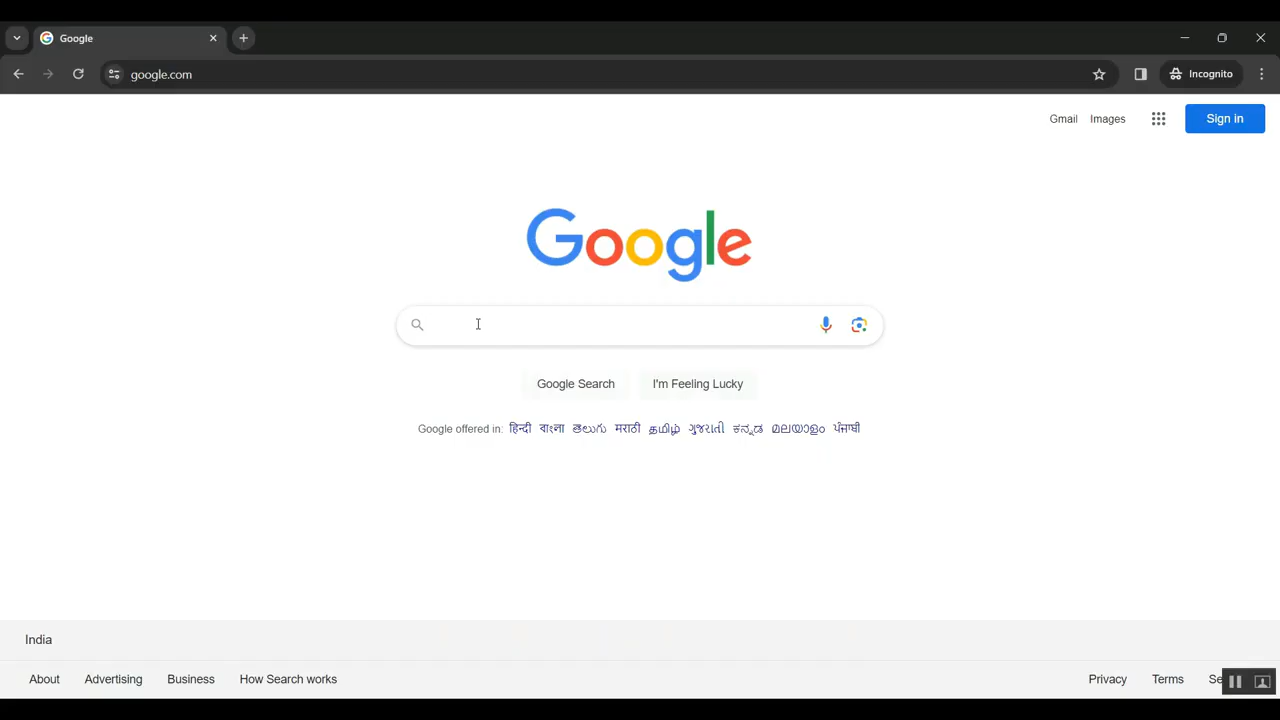 Google
google.com
Incognito
Gmail Images Sign in
Google
Google Search I'm Feeling Lucky
Google offered in: हिन्दी বাংলা తెలుగు मराठी தமிழ் ગુજરાતી ಕನ್ನಡ മലയാളം ਪੰਜਾਬੀ
India
About Advertising Business How Search works Privacy Terms Se